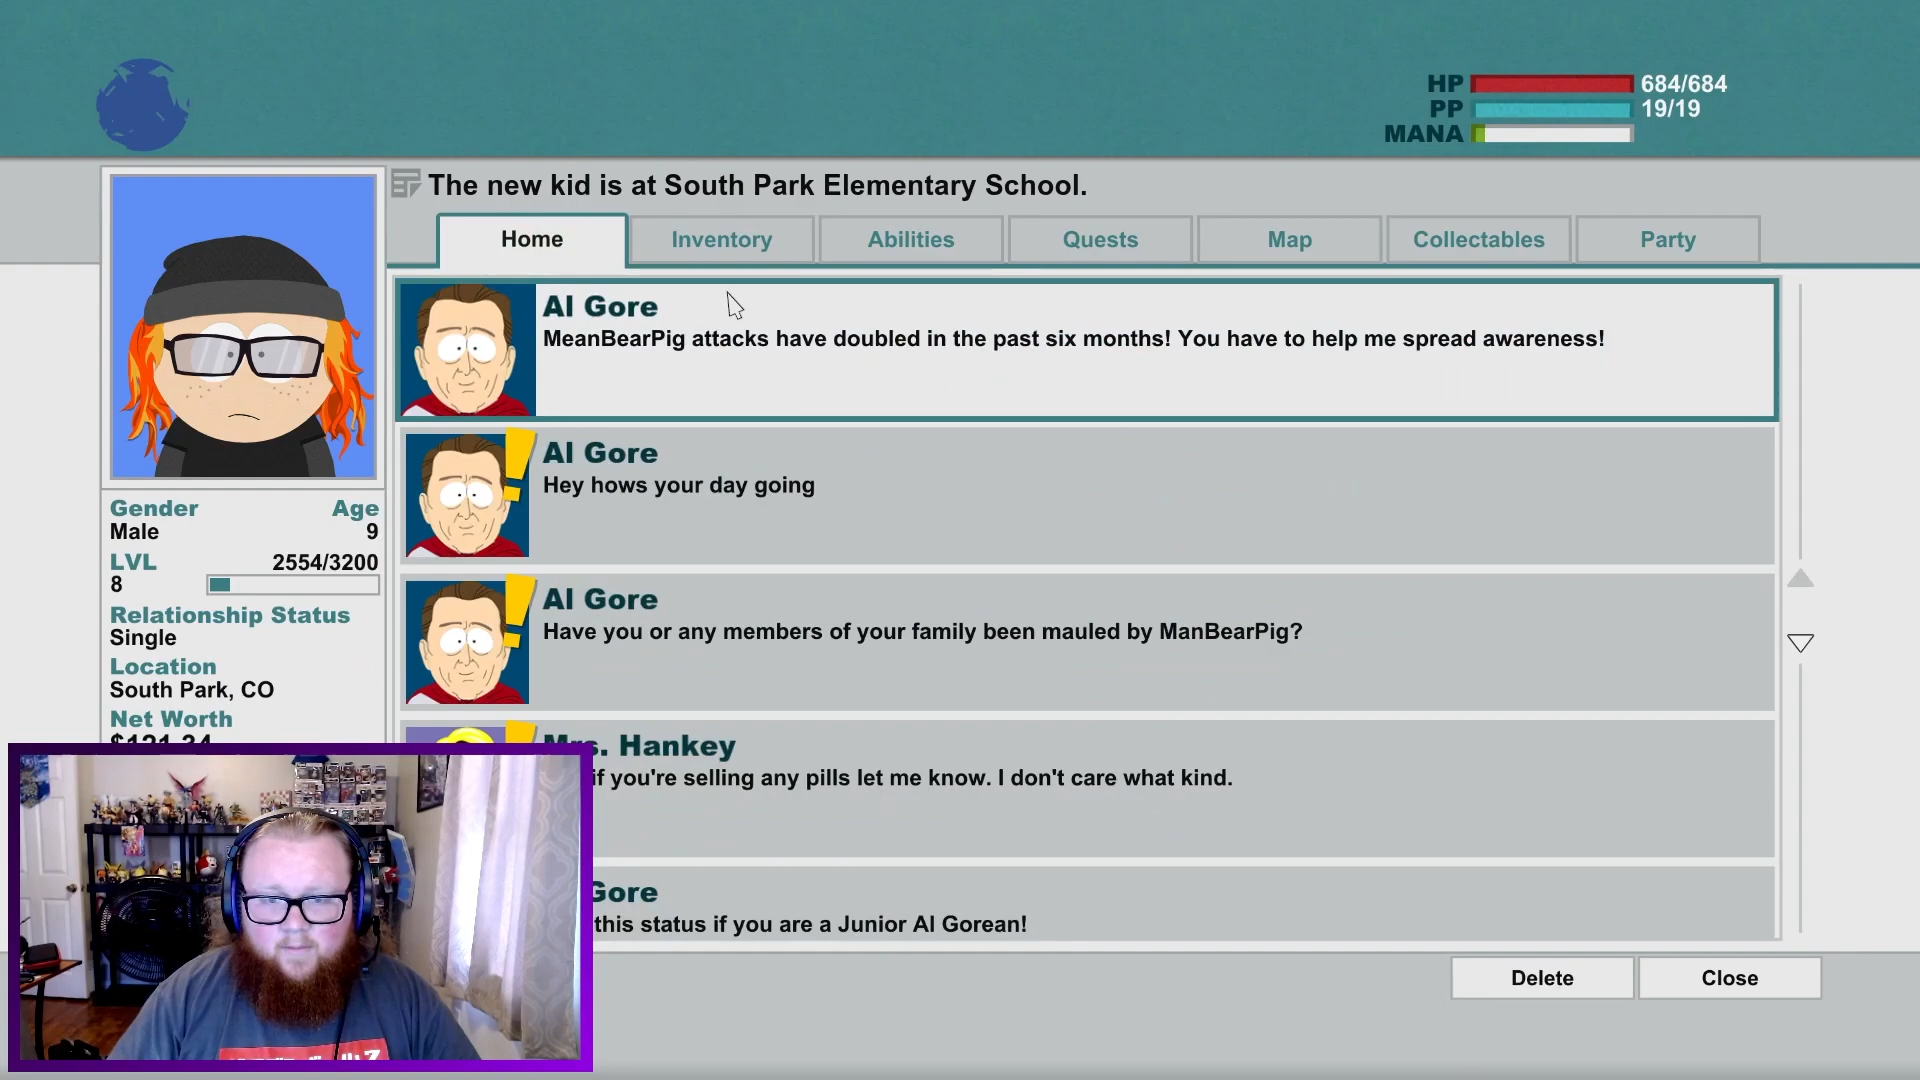 HP 684/684
PP 19/19
MANA
The new kid is at South Park Elementary School.
Home Inventory Abilities Quests Map Collectables Party
Al Gore
MeanBearPig attacks have doubled in the past six months! You have to help me spread awareness!
Al Gore
Hey hows your day going
Al Gore
Have you or any members of your family been mauled by ManBearPig?
Mrs. Hankey
if you're selling any pills let me know. I don't care what kind.
Gore
this status if you are a Junior Al Gorean!
Gender Age
Male 9
LVL 2554/3200
8
Relationship Status
Single
Location
South Park, CO
Net Worth
$121.34
Delete Close